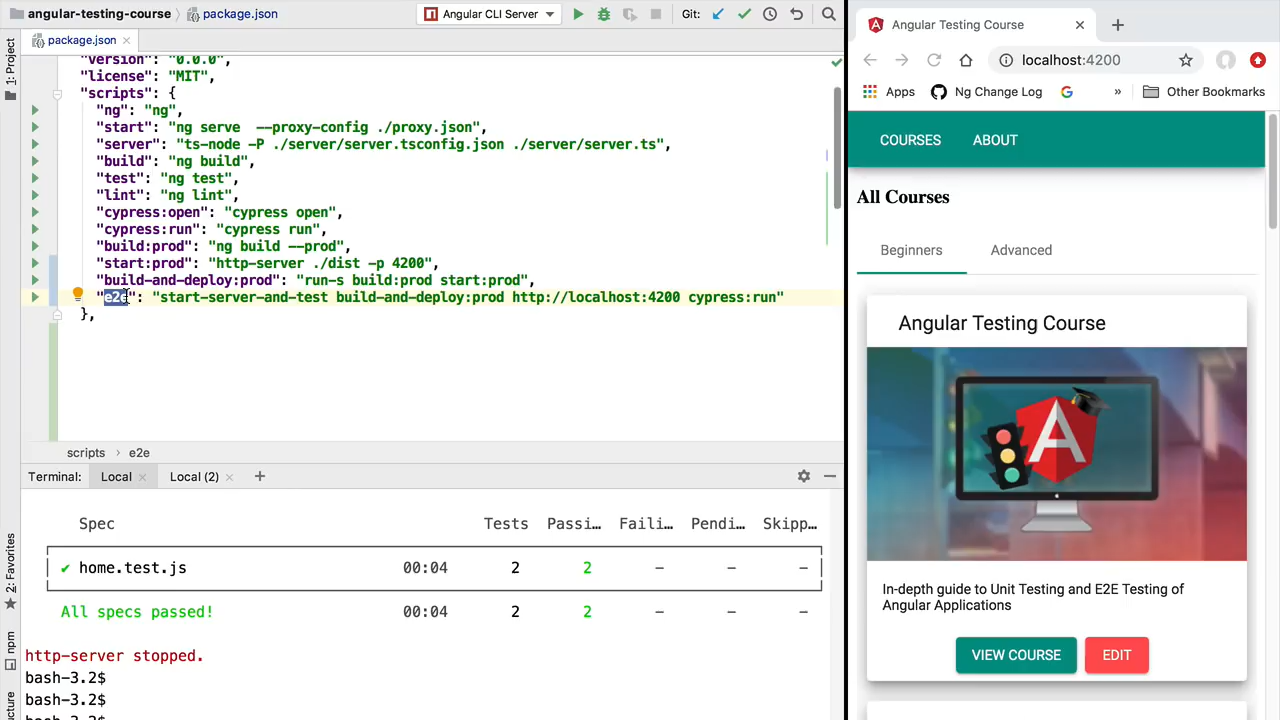 angular-testing-course
package.json
Angular CLI Server
Git:
package.json
1: Project
"version": "0.0.0",
"license": "MIT",
"scripts": {
"ng": "ng",
"start": "ng serve  --proxy-config ./proxy.json",
"server": "ts-node -P ./server/server.tsconfig.json ./server/server.ts",
"build": "ng build",
"test": "ng test",
"lint": "ng lint",
"cypress:open": "cypress open",
"cypress:run": "cypress run",
"build:prod": "ng build --prod",
"start:prod": "http-server ./dist -p 4200",
"build-and-deploy:prod": "run-s build:prod start:prod",
"e2e": "start-server-and-test build-and-deploy:prod http://localhost:4200 cypress:run"
},
scripts
e2e
Terminal:
Local
Local (2)
+
2: Favorites
npm
Spec
Tests
Passi…
Faili…
Pendi…
Skipp…
✔ home.test.js
00:04
2
2
–
–
–
All specs passed!
00:04
2
2
–
–
–
http-server stopped.
bash-3.2$
bash-3.2$
bash-3.2$
Angular Testing Course
localhost:4200
Apps
Ng Change Log
»
Other Bookmarks
COURSES
ABOUT
All Courses
Beginners
Advanced
Angular Testing Course
A
In-depth guide to Unit Testing and E2E Testing of
Angular Applications
VIEW COURSE
EDIT